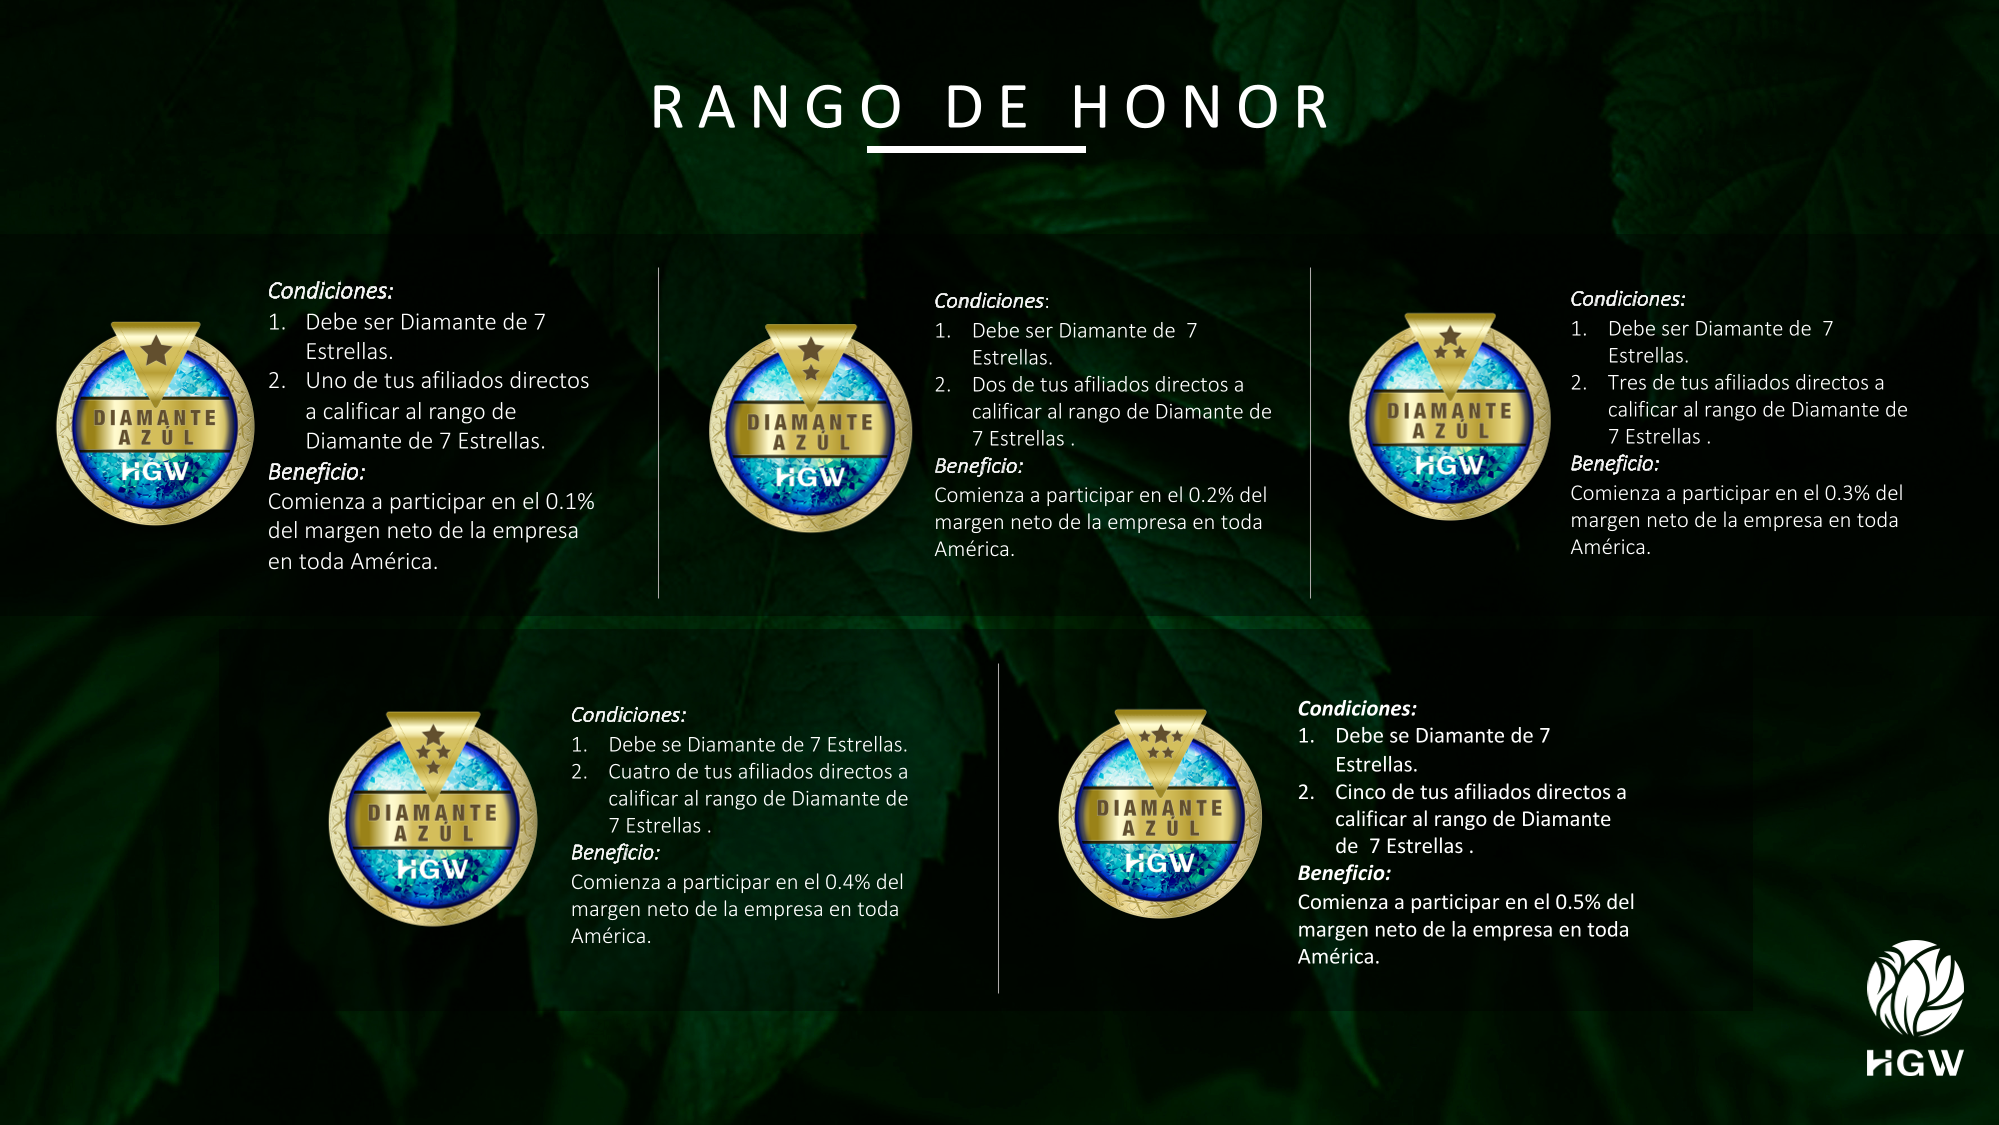 RANGO DE HONOR
DIAMANTE
AZÚL
HGW
Condiciones:
1. Debe ser Diamante de 7
Estrellas.
2. Uno de tus afiliados directos
a calificar al rango de
Diamante de 7 Estrellas.
Beneficio:
Comienza a participar en el 0.1%
del margen neto de la empresa
en toda América.
DIAMANTE
AZÚL
HGW
Condiciones:
1. Debe ser Diamante de  7
Estrellas.
2. Dos de tus afiliados directos a
calificar al rango de Diamante de
7 Estrellas .
Beneficio:
Comienza a participar en el 0.2% del
margen neto de la empresa en toda
América.
DIAMANTE
AZÚL
HGW
Condiciones:
1. Debe ser Diamante de  7
Estrellas.
2. Tres de tus afiliados directos a
calificar al rango de Diamante de
7 Estrellas .
Beneficio:
Comienza a participar en el 0.3% del
margen neto de la empresa en toda
América.
DIAMANTE
AZÚL
HGW
Condiciones:
1. Debe se Diamante de 7 Estrellas.
2. Cuatro de tus afiliados directos a
calificar al rango de Diamante de
7 Estrellas .
Beneficio:
Comienza a participar en el 0.4% del
margen neto de la empresa en toda
América.
DIAMANTE
AZÚL
HGW
Condiciones:
1. Debe se Diamante de 7
Estrellas.
2. Cinco de tus afiliados directos a
calificar al rango de Diamante
de  7 Estrellas .
Beneficio:
Comienza a participar en el 0.5% del
margen neto de la empresa en toda
América.
HGW